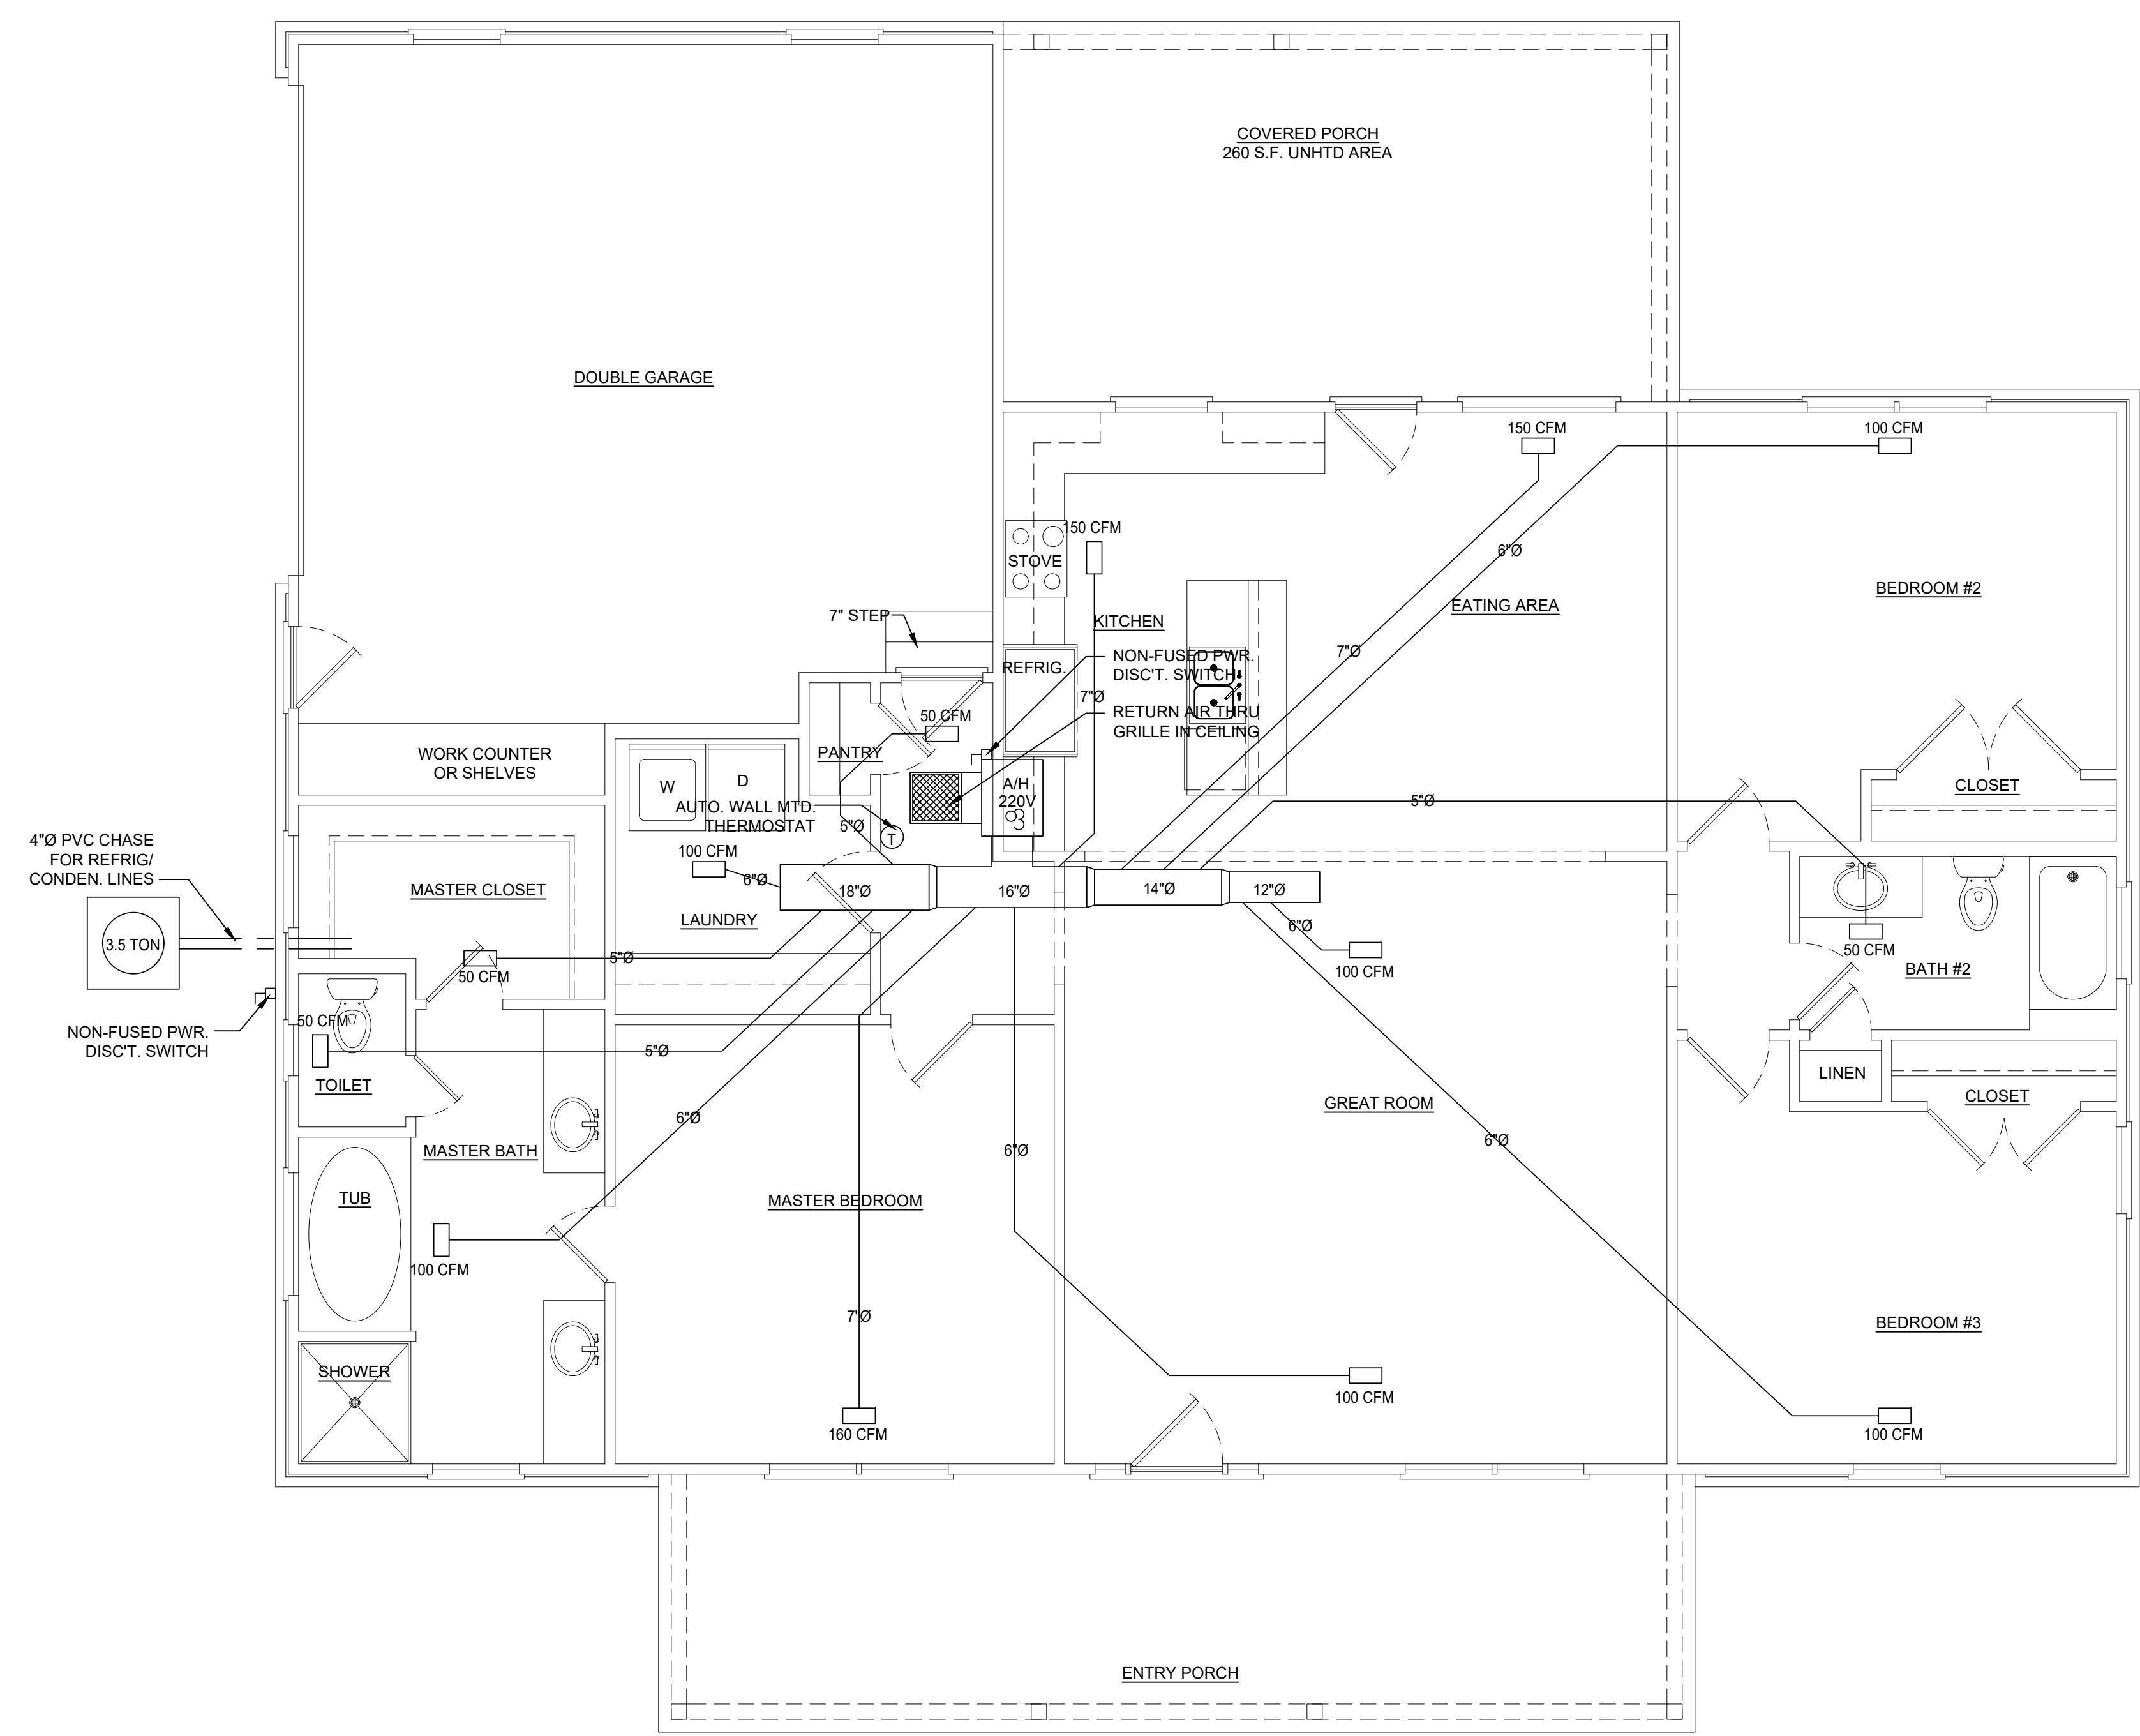 COVERED PORCH
260 S.F. UNHTD AREA
DOUBLE GARAGE
150 CFM
100 CFM
150 CFM
6"Ø
STOVE
BEDROOM #2
EATING AREA
7" STEP
KITCHEN
7"Ø
NON-FUSED PWR.
DISC'T. SWITCH
REFRIG.
7"Ø
RETURN AIR THRU
GRILLE IN CEILING
50 CFM
PANTRY
WORK COUNTER
OR SHELVES
W
D
A/H
220V
CLOSET
AUTO. WALL MTD.
THERMOSTAT
5"Ø
T
5"Ø
4"Ø PVC CHASE
FOR REFRIG/
CONDEN. LINES
100 CFM
6"Ø
MASTER CLOSET
18"Ø
16"Ø
14"Ø
12"Ø
LAUNDRY
6"Ø
3.5 TON
5"Ø
50 CFM
100 CFM
50 CFM
BATH #2
50 CFM
NON-FUSED PWR.
DISC'T. SWITCH
5"Ø
TOILET
LINEN
CLOSET
GREAT ROOM
6"Ø
MASTER BATH
6"Ø
6"Ø
TUB
MASTER BEDROOM
100 CFM
7"Ø
BEDROOM #3
SHOWER
100 CFM
160 CFM
100 CFM
ENTRY PORCH